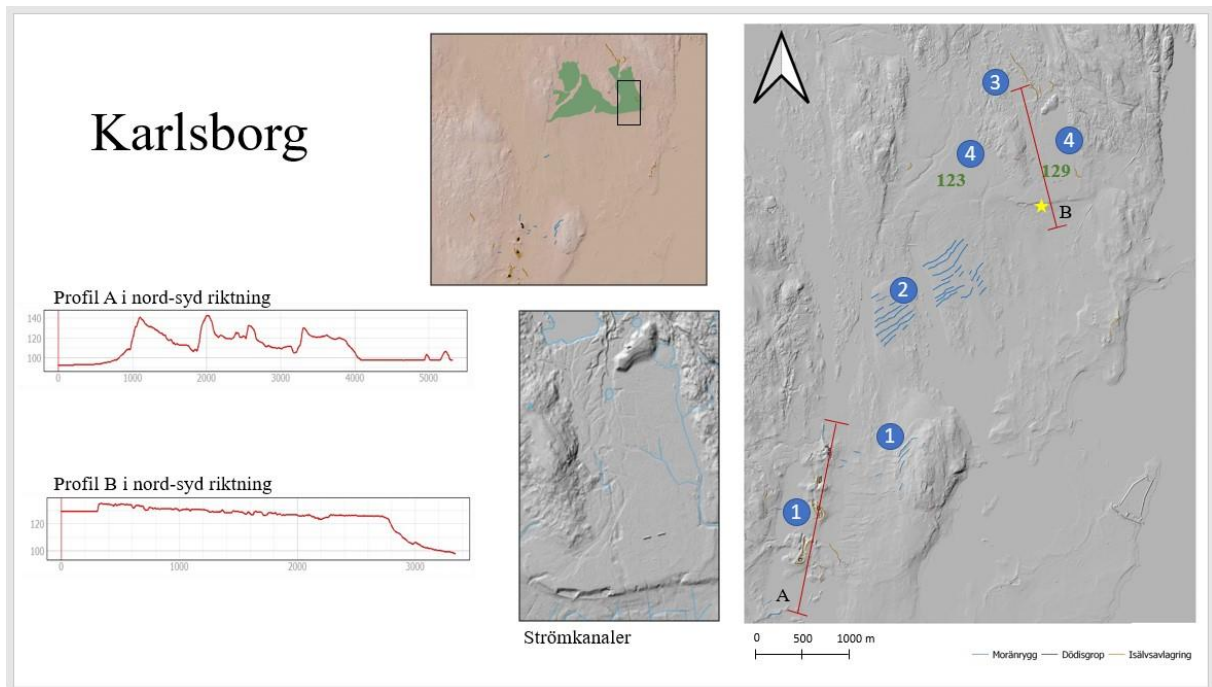 Karlsborg
Profil A i nord-syd riktning
140
120
100
0
1000
2000
3000
4000
5000
Profil B i nord-syd riktning
120
100
0
1000
2000
3000
Strömkanaler
3
4
4
123
129
B
2
1
1
A
0 500 1000 m
Moränrygg Dödisgrop Isälvsavlagring